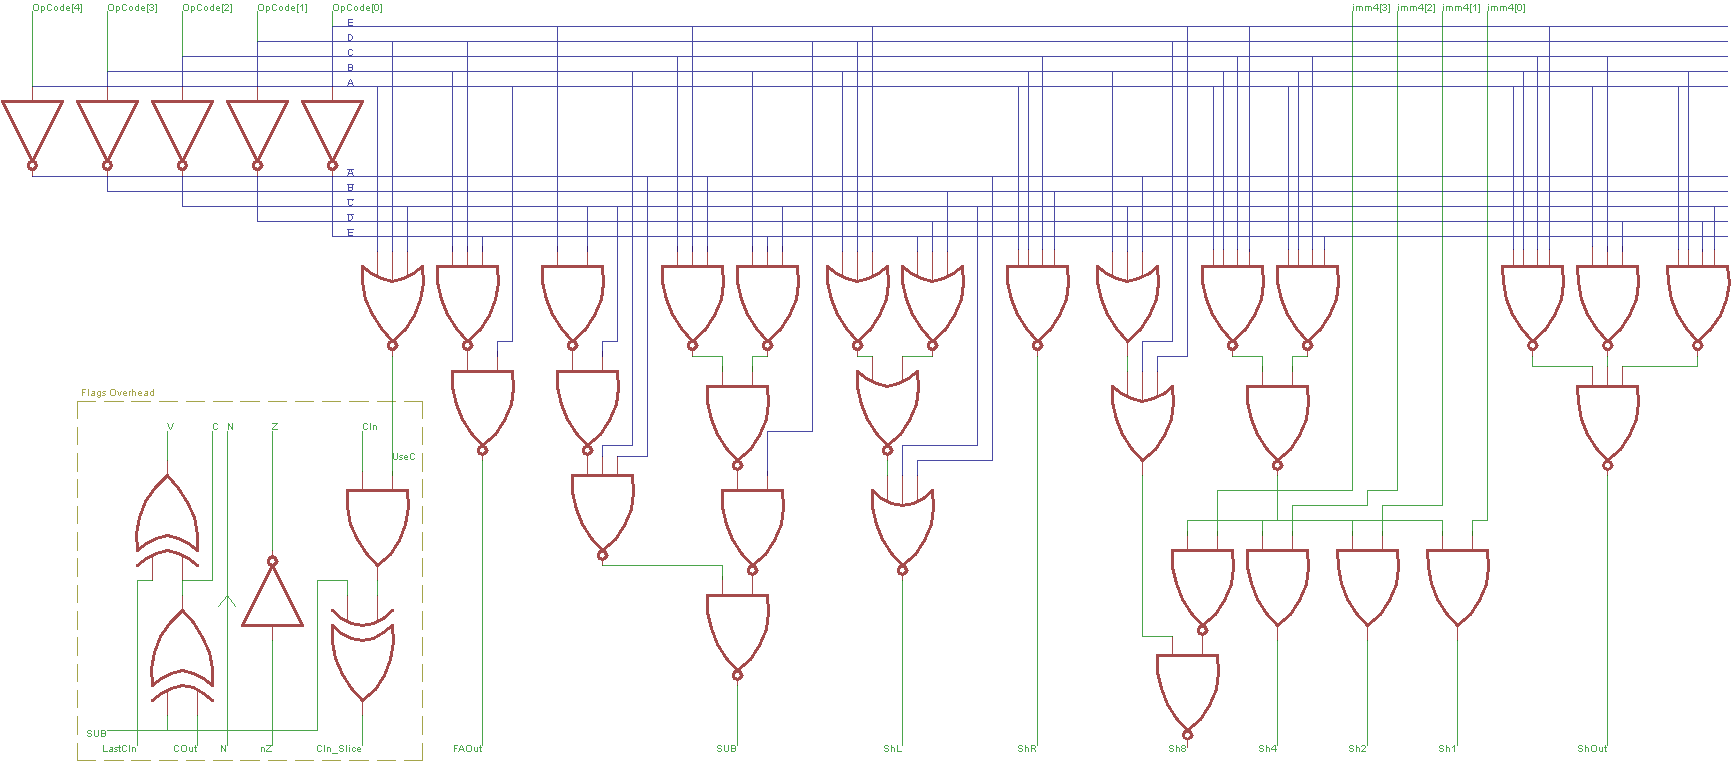 OpCode[4] OpCode[3] OpCode[2] OpCode[1] OpCode[0] imm4[3] imm4[2] imm4[1] imm4[0]
E
D
C
B
A
A
B
C
D
E
Flags Overhead
V C N Z CIn
UseC
SUB
LastCIn COut N nZ CIn_Slice FAOut SUB ShL ShR Sh8 Sh4 Sh2 Sh1 ShOut